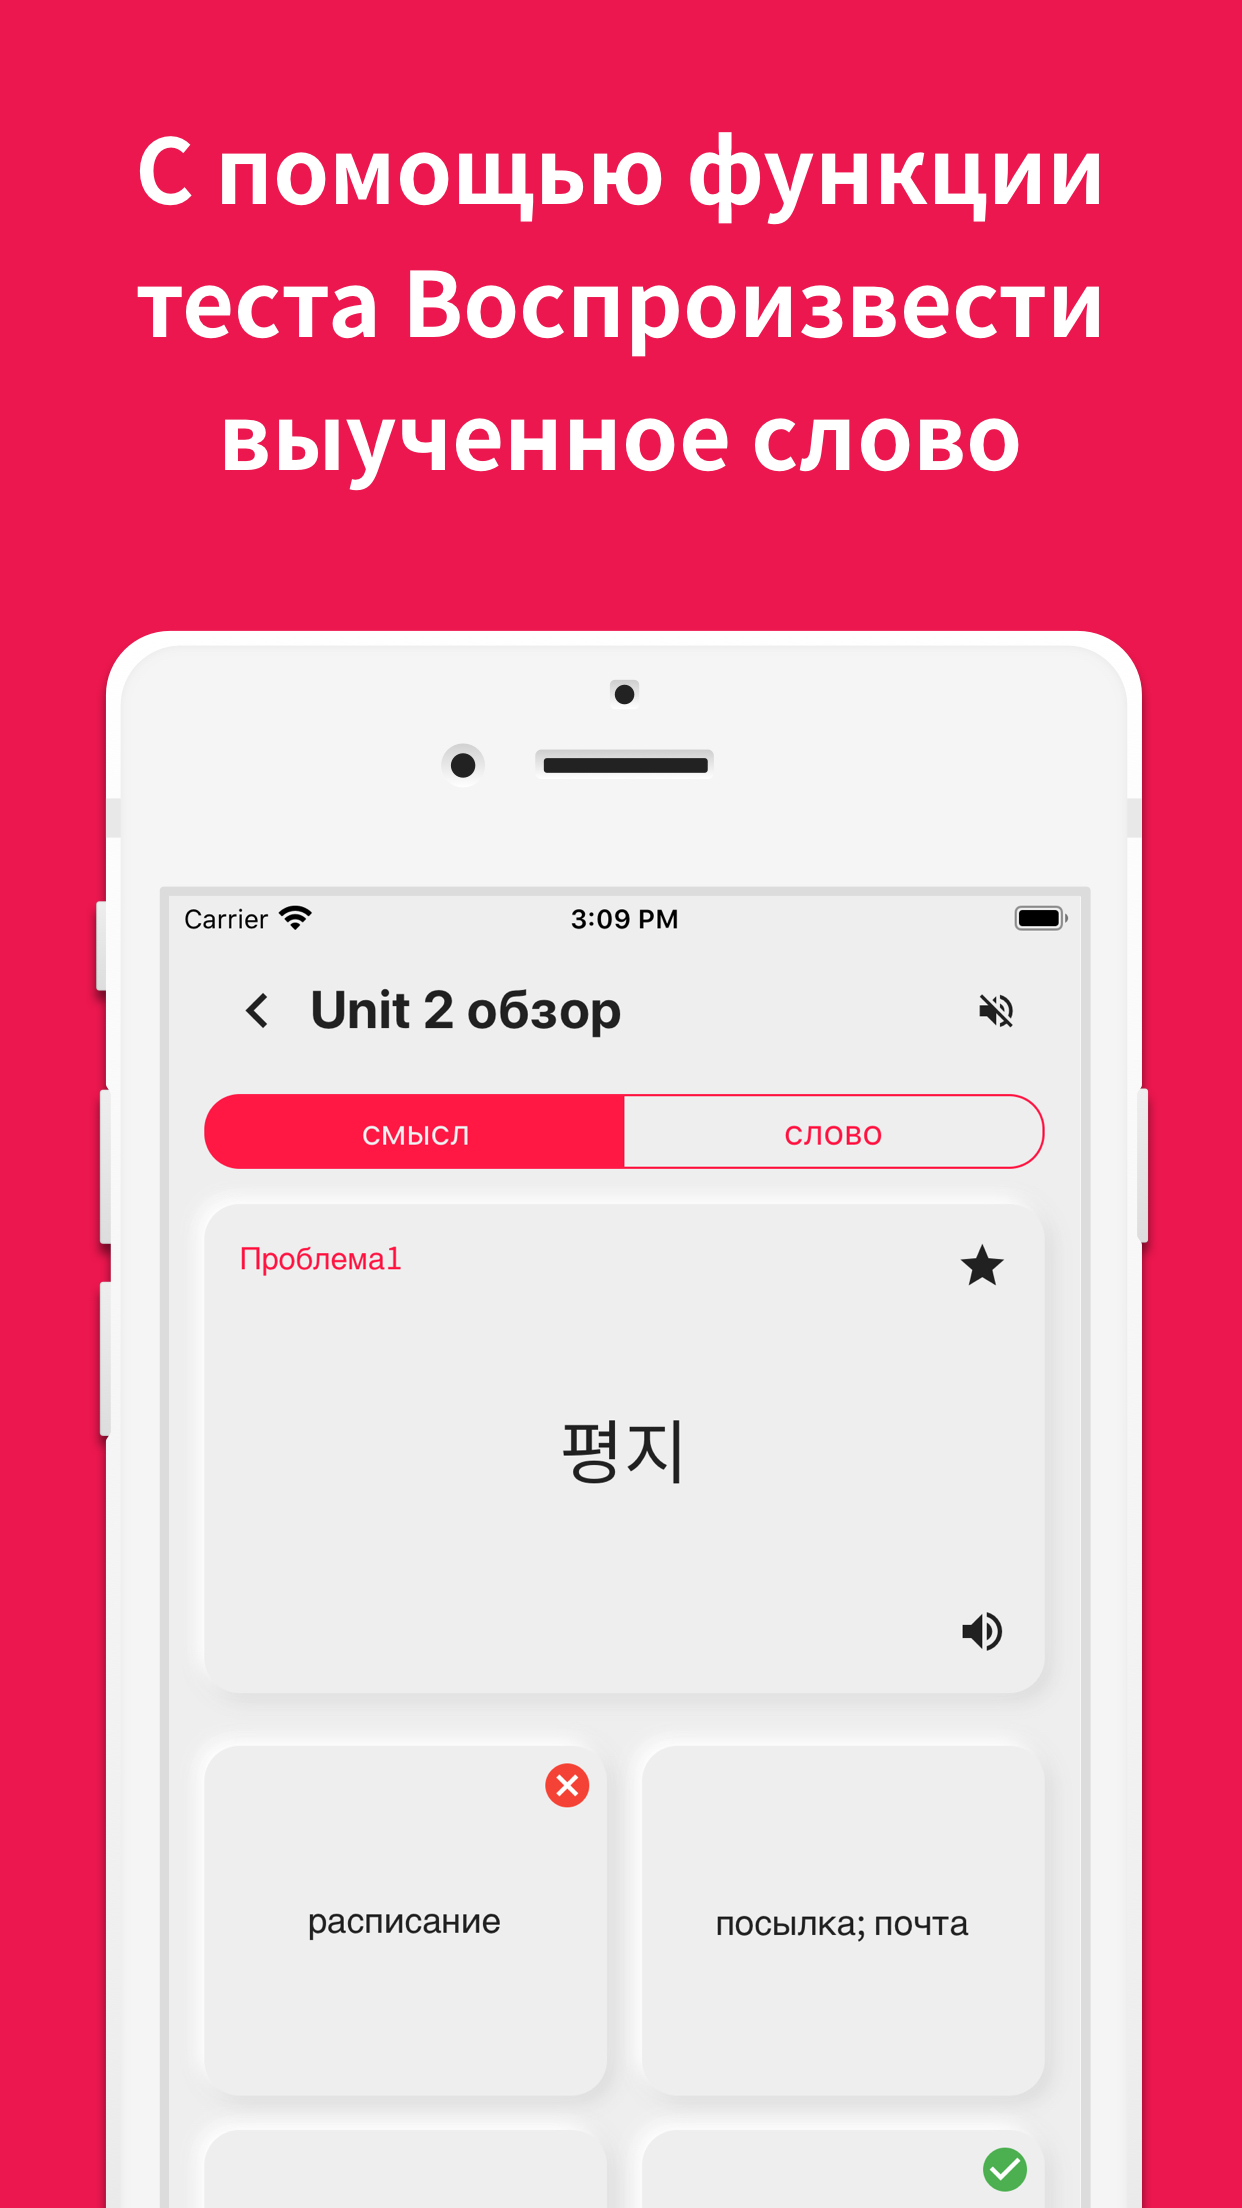 С помощью функции
теста Воспроизвести
выученное слово
Carrier 3:09 PM
Unit 2 обзор
смысл слово
Проблема1
평지
расписание посылка; почта